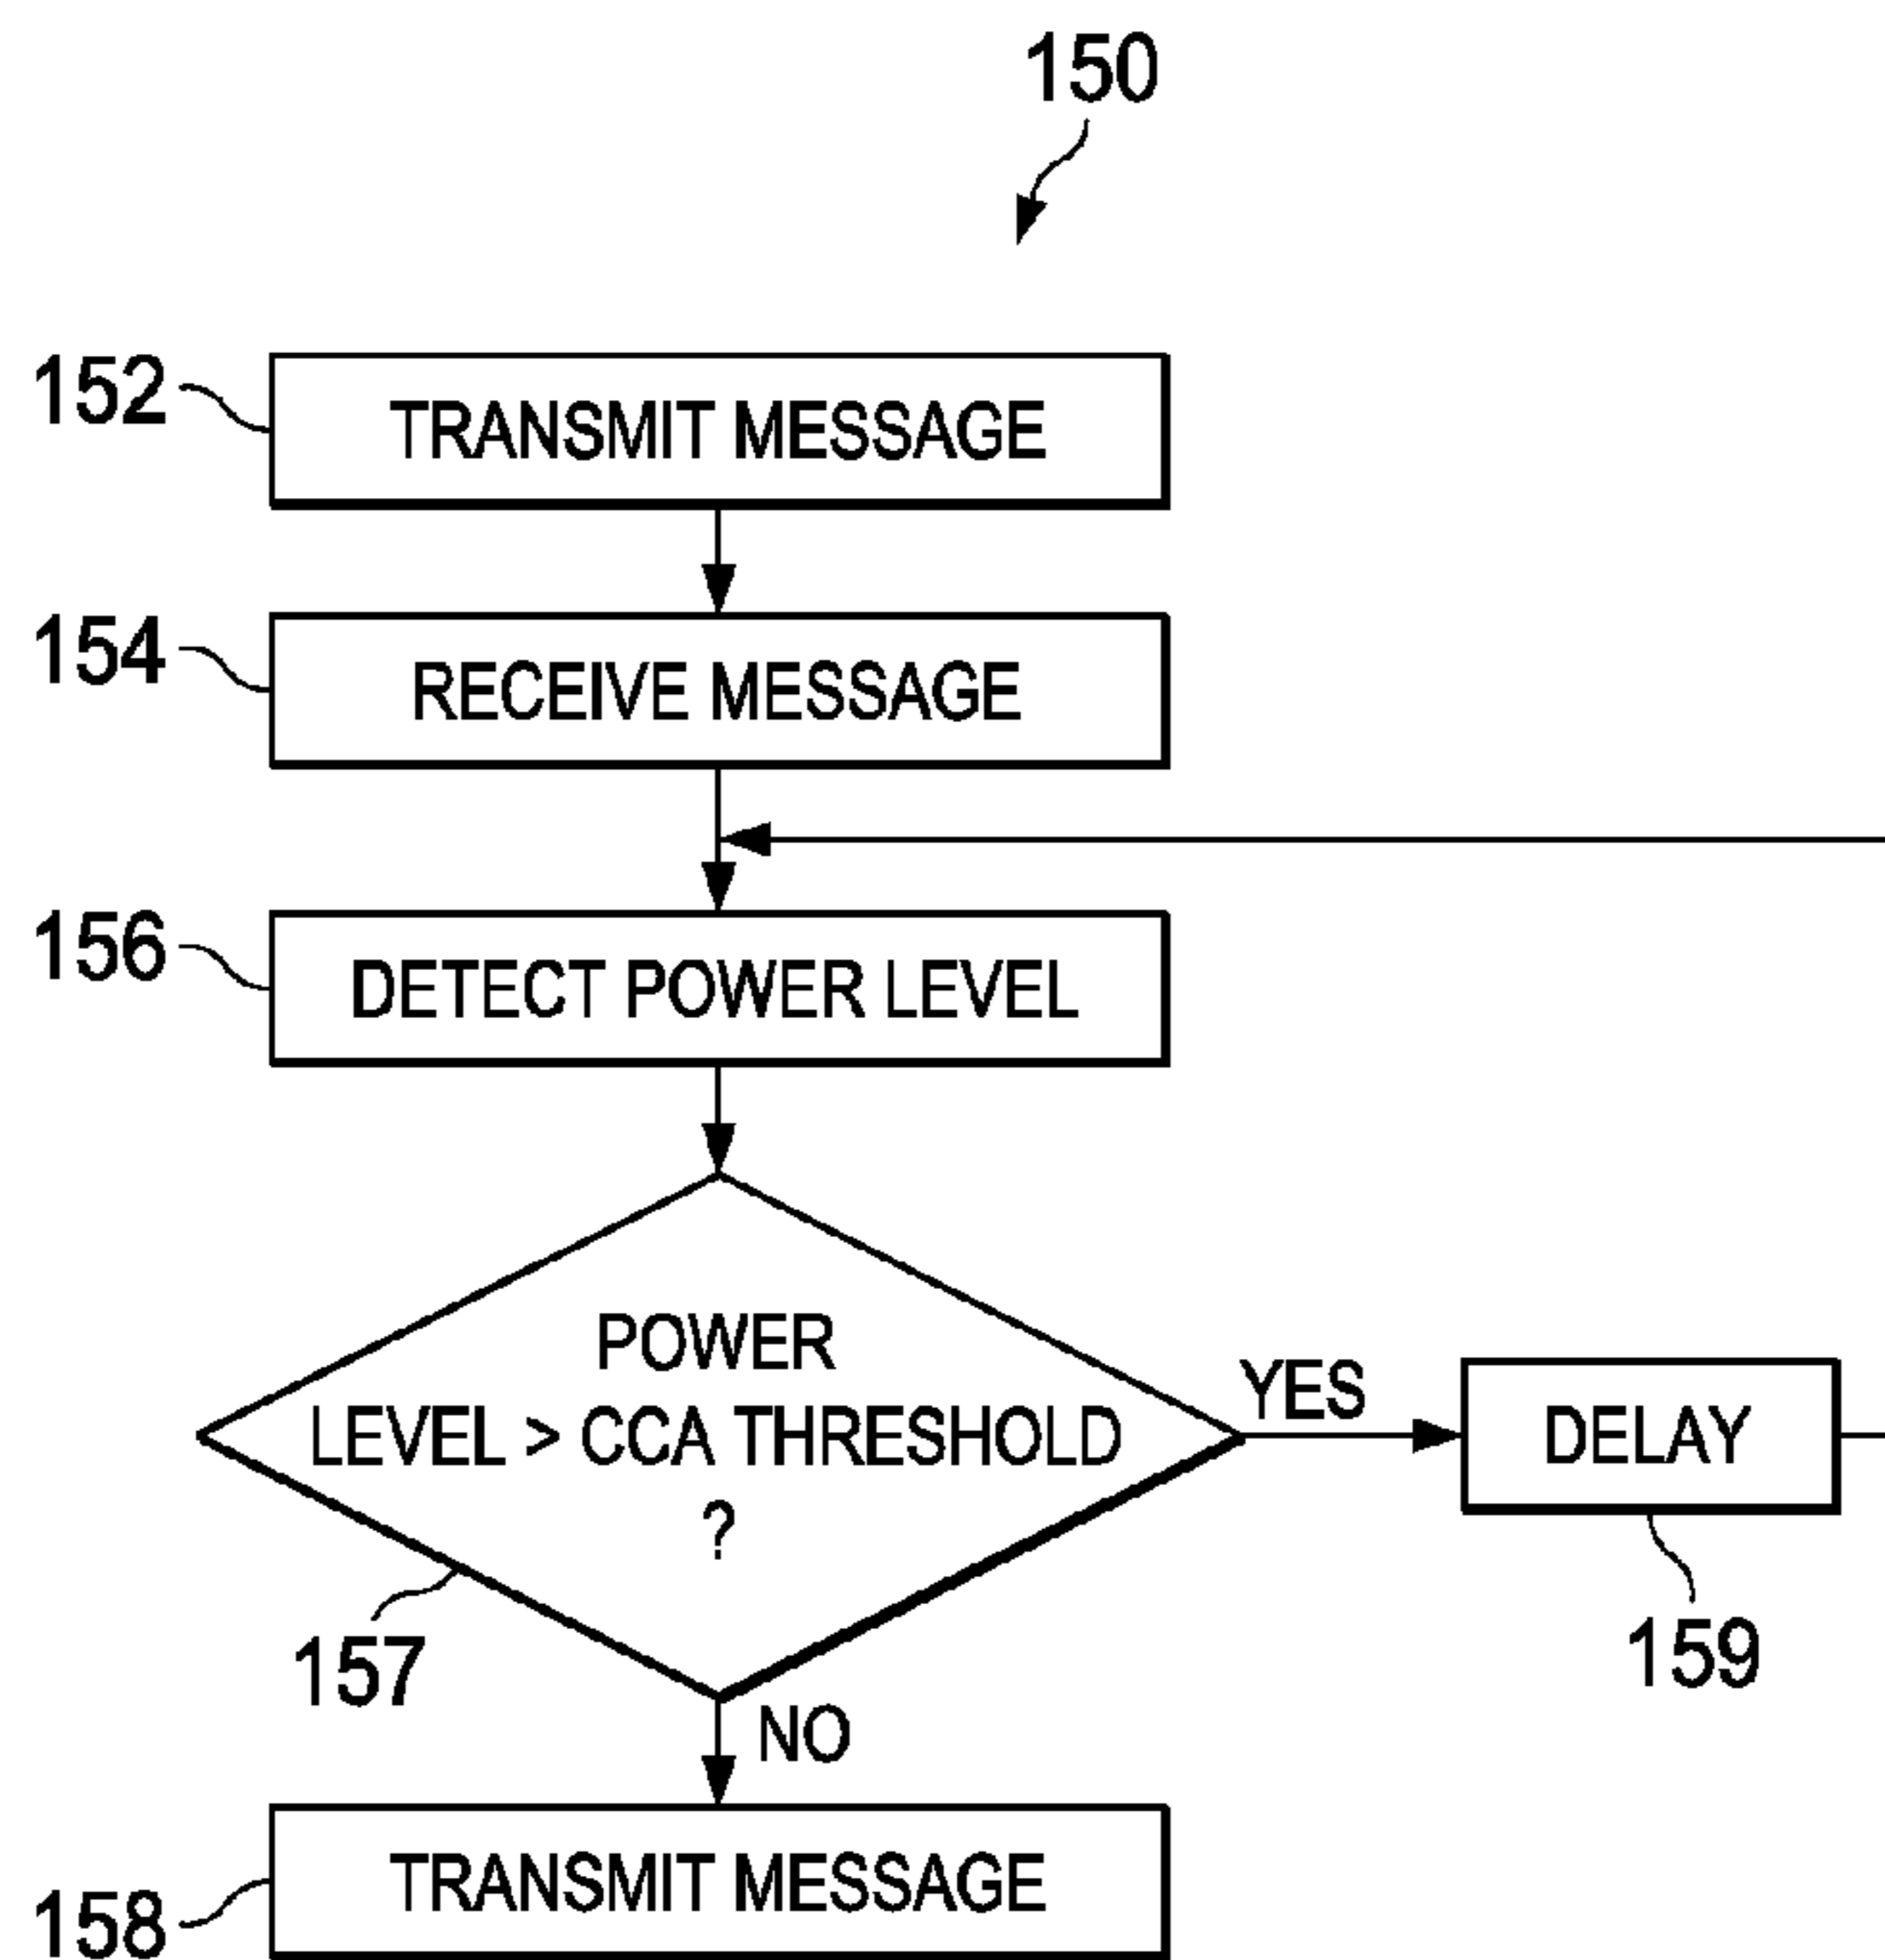 150
152
TRANSMIT MESSAGE
154
RECEIVE MESSAGE
156
DETECT POWER LEVEL
POWER
LEVEL > CCA THRESHOLD
?
YES
DELAY
157
159
NO
TRANSMIT MESSAGE
158